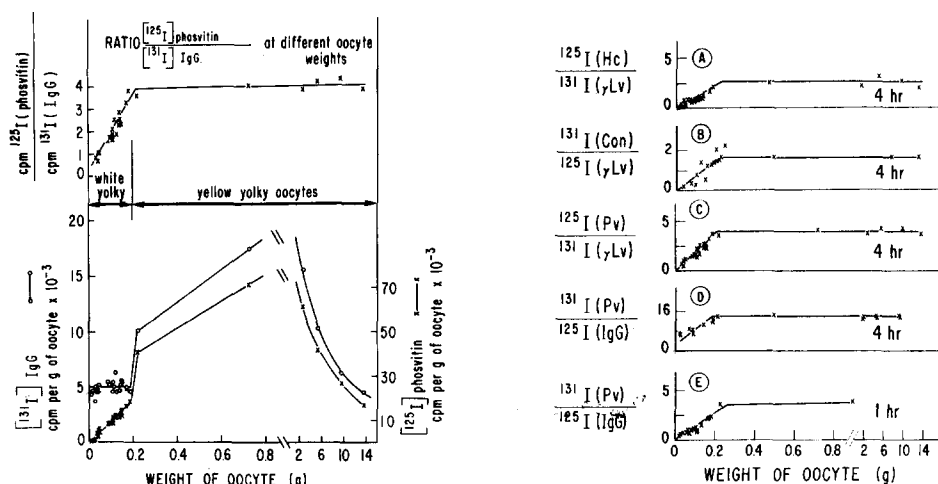 RATIO [¹²⁵I] phosvitin / [¹³¹I] IgG at different oocyte
weights
cpm ¹²⁵I (phosvitin)
cpm ¹³¹I (IgG)
4
3
2
1
0
white
yolky
yellow yolky oocytes
20
15
10
5
0
[¹³¹I] IgG
cpm per g of oocyte x 10⁻³
70
50
30
10
[¹²⁵I] phosvitin
cpm per g of oocyte x 10⁻³
0 0.2 0.4 0.6 0.8 2 6 10 14
WEIGHT OF OOCYTE (g)
¹²⁵I (Hc)
¹³¹I (γLv)
5
0
A
4 hr
¹³¹I (Con)
¹²⁵I (γLv)
2
0
B
4 hr
¹²⁵I (Pv)
¹³¹I (γLv)
5
0
C
4 hr
¹³¹I (Pv)
¹²⁵I (IgG)
16
0
D
4 hr
¹³¹I (Pv)
¹²⁵I (IgG)
5
0
E
1 hr
0 0.2 0.4 0.6 0.8 2 6 10 14
WEIGHT OF OOCYTE (g)